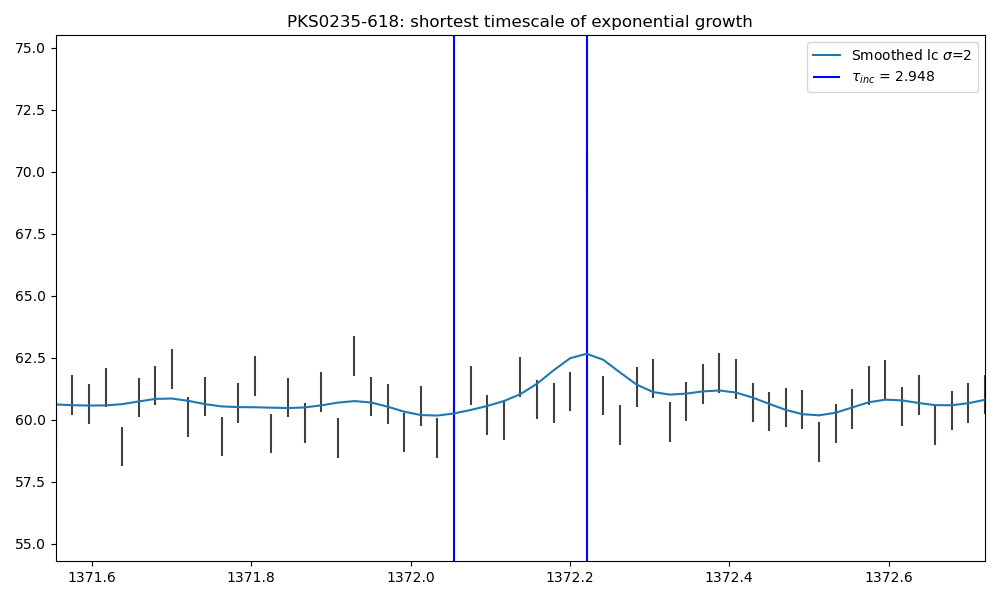 PKS0235-618: shortest timescale of exponential growth
Smoothed lc σ=2
τ_inc = 2.948
75.0
72.5
70.0
67.5
65.0
62.5
60.0
57.5
55.0
1371.6 1371.8 1372.0 1372.2 1372.4 1372.6